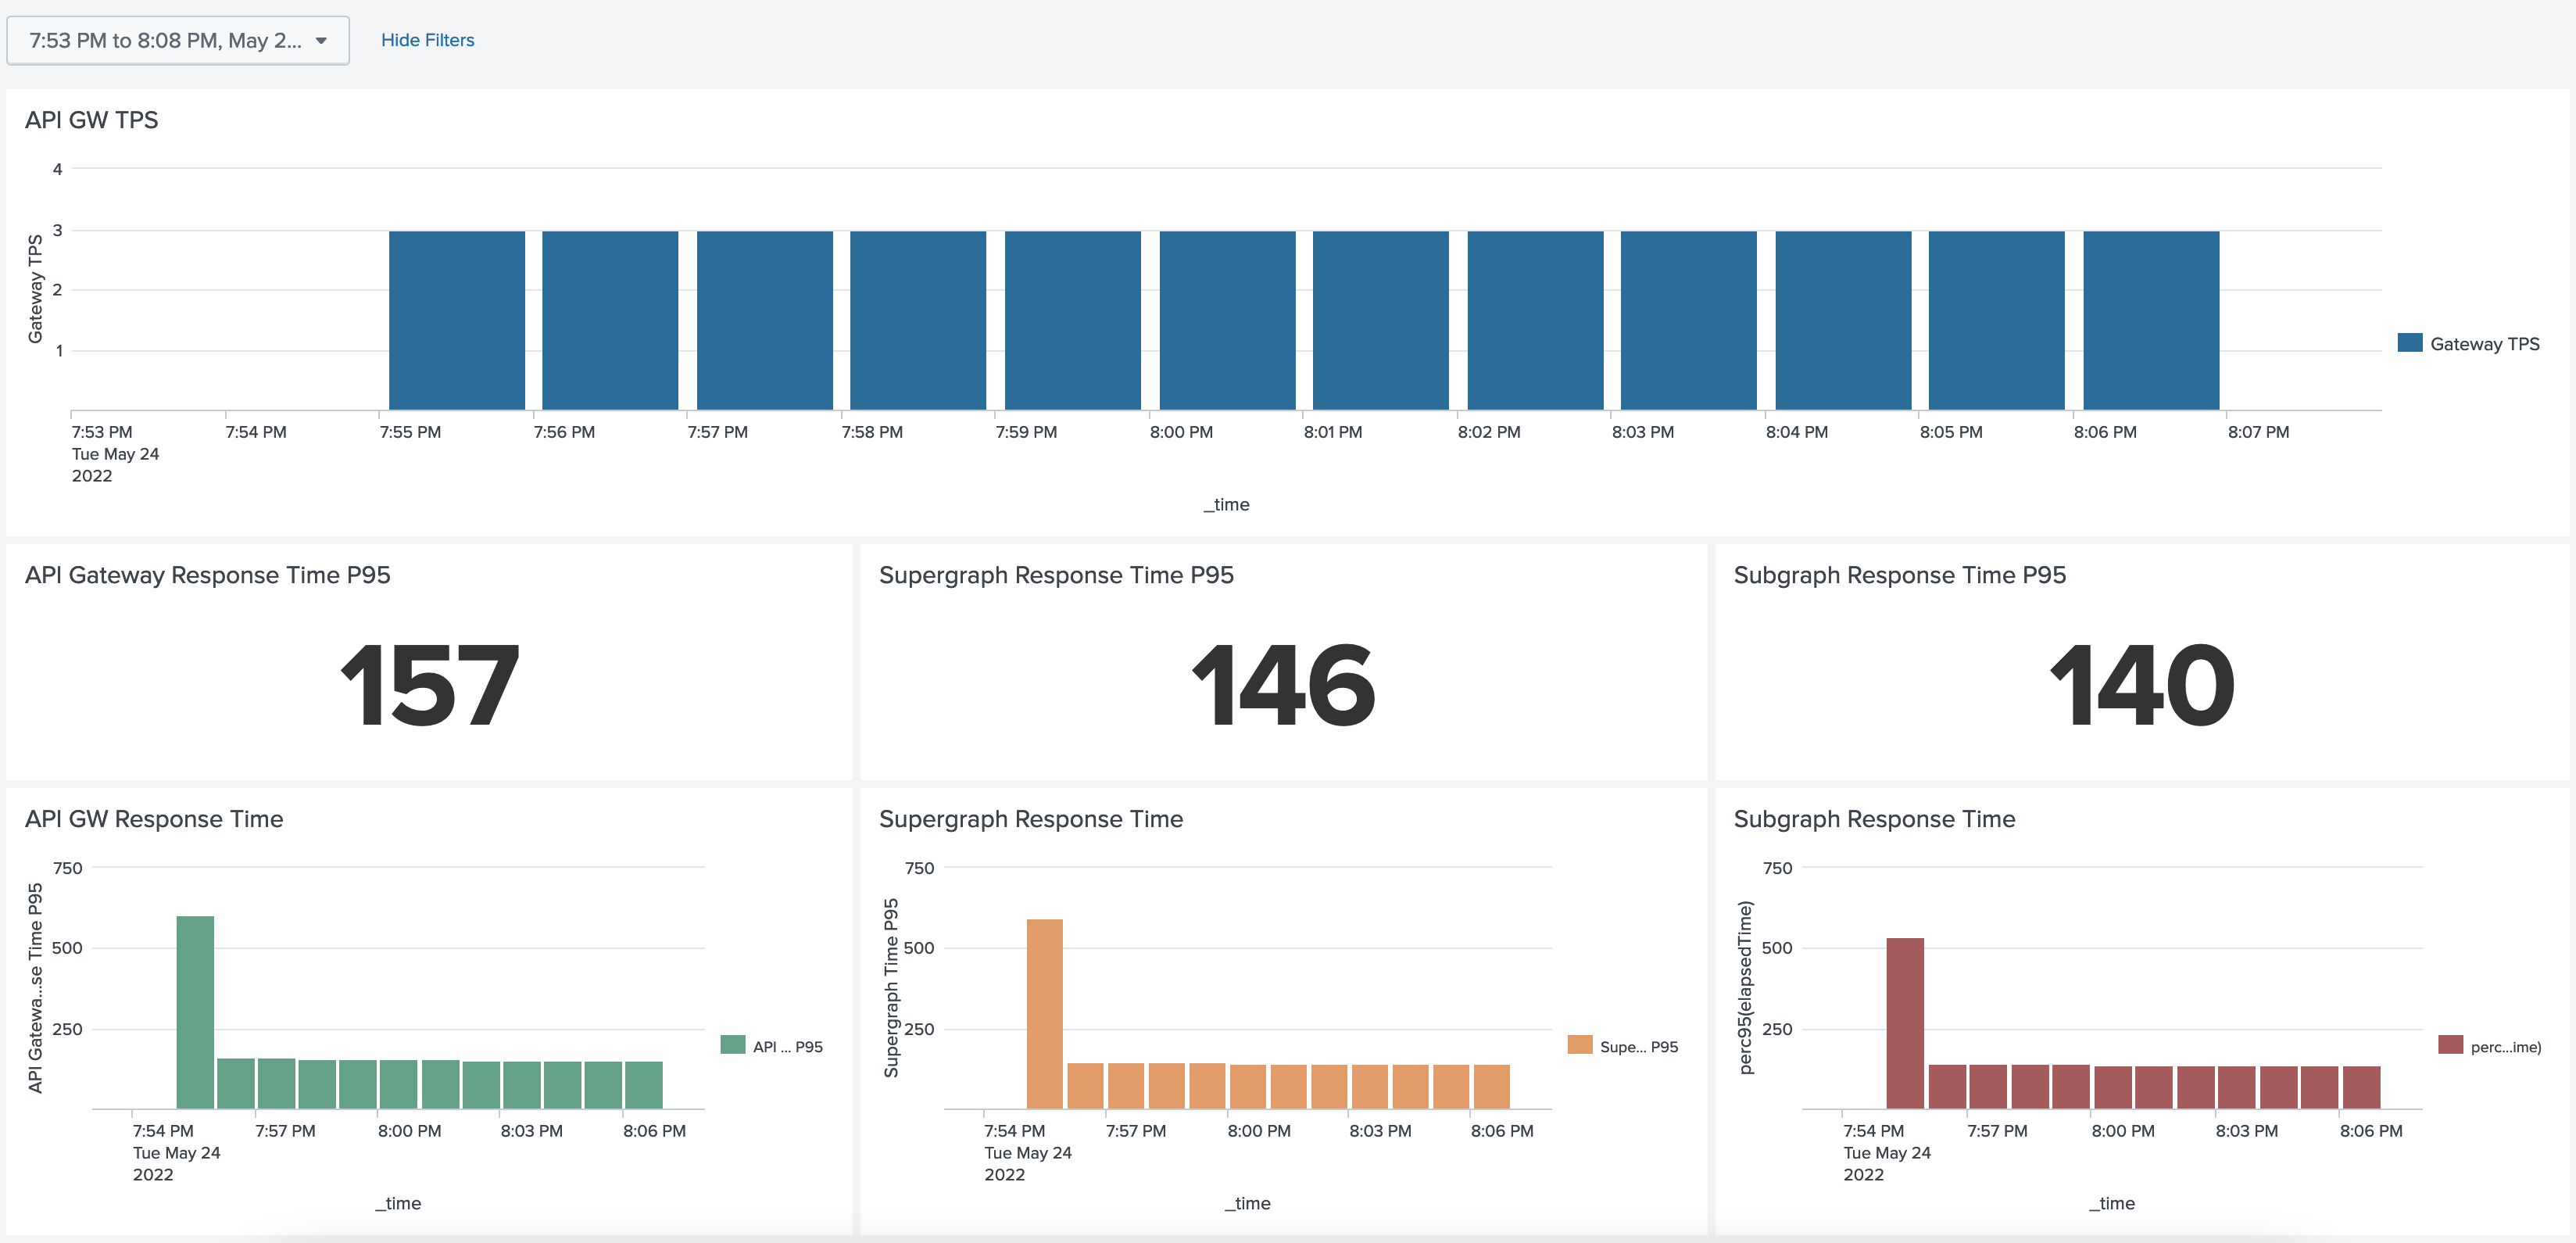 7:53 PM to 8:08 PM, May 2...
Hide Filters
API GW TPS
4
3
2
1
Gateway TPS
7:53 PM 7:54 PM 7:55 PM 7:56 PM 7:57 PM 7:58 PM 7:59 PM 8:00 PM 8:01 PM 8:02 PM 8:03 PM 8:04 PM 8:05 PM 8:06 PM 8:07 PM
Tue May 24
2022
_time
Gateway TPS
API Gateway Response Time P95
157
Supergraph Response Time P95
146
Subgraph Response Time P95
140
API GW Response Time
750
500
250
API Gatewa...se Time P95
7:54 PM 7:57 PM 8:00 PM 8:03 PM 8:06 PM
Tue May 24
2022
_time
API ... P95
Supergraph Response Time
750
500
250
Supergraph Time P95
7:54 PM 7:57 PM 8:00 PM 8:03 PM 8:06 PM
Tue May 24
2022
_time
Supe... P95
Subgraph Response Time
750
500
250
perc95(elapsedTime)
7:54 PM 7:57 PM 8:00 PM 8:03 PM 8:06 PM
Tue May 24
2022
_time
perc...ime)